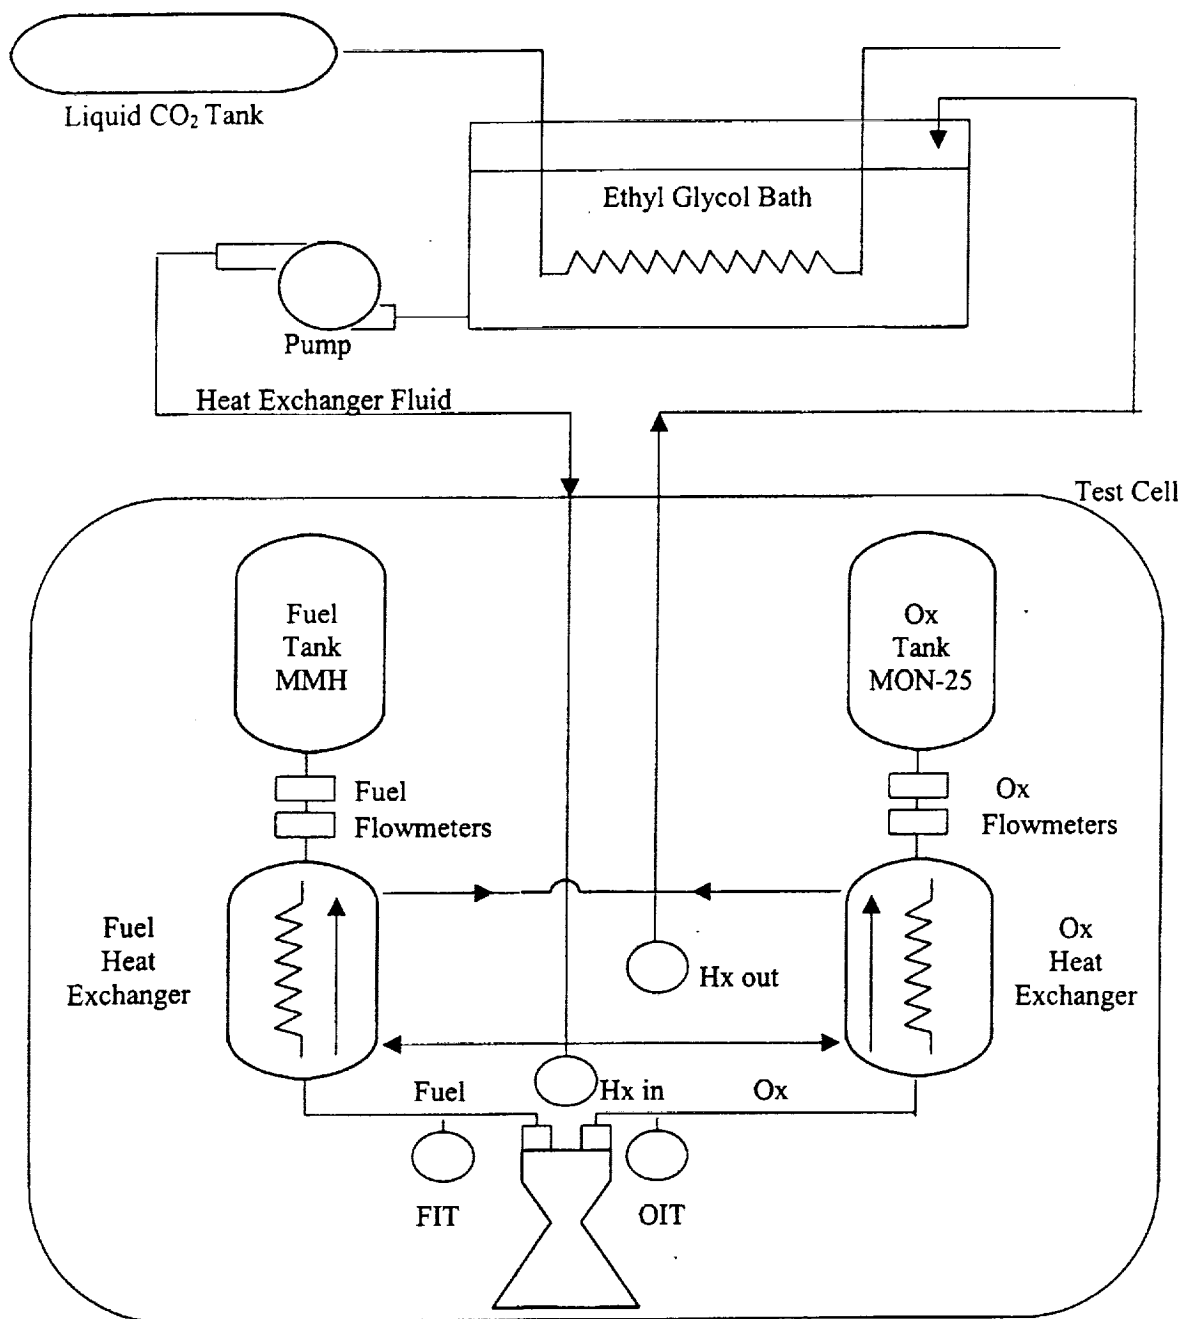 Liquid CO₂ Tank
Ethyl Glycol Bath
Pump
Heat Exchanger Fluid
Test Cell
Fuel
Tank
MMH
Ox
Tank
MON-25
Fuel
Flowmeters
Ox
Flowmeters
Fuel
Heat
Exchanger
Hx out
Ox
Heat
Exchanger
Fuel
Hx in
Ox
FIT
OIT